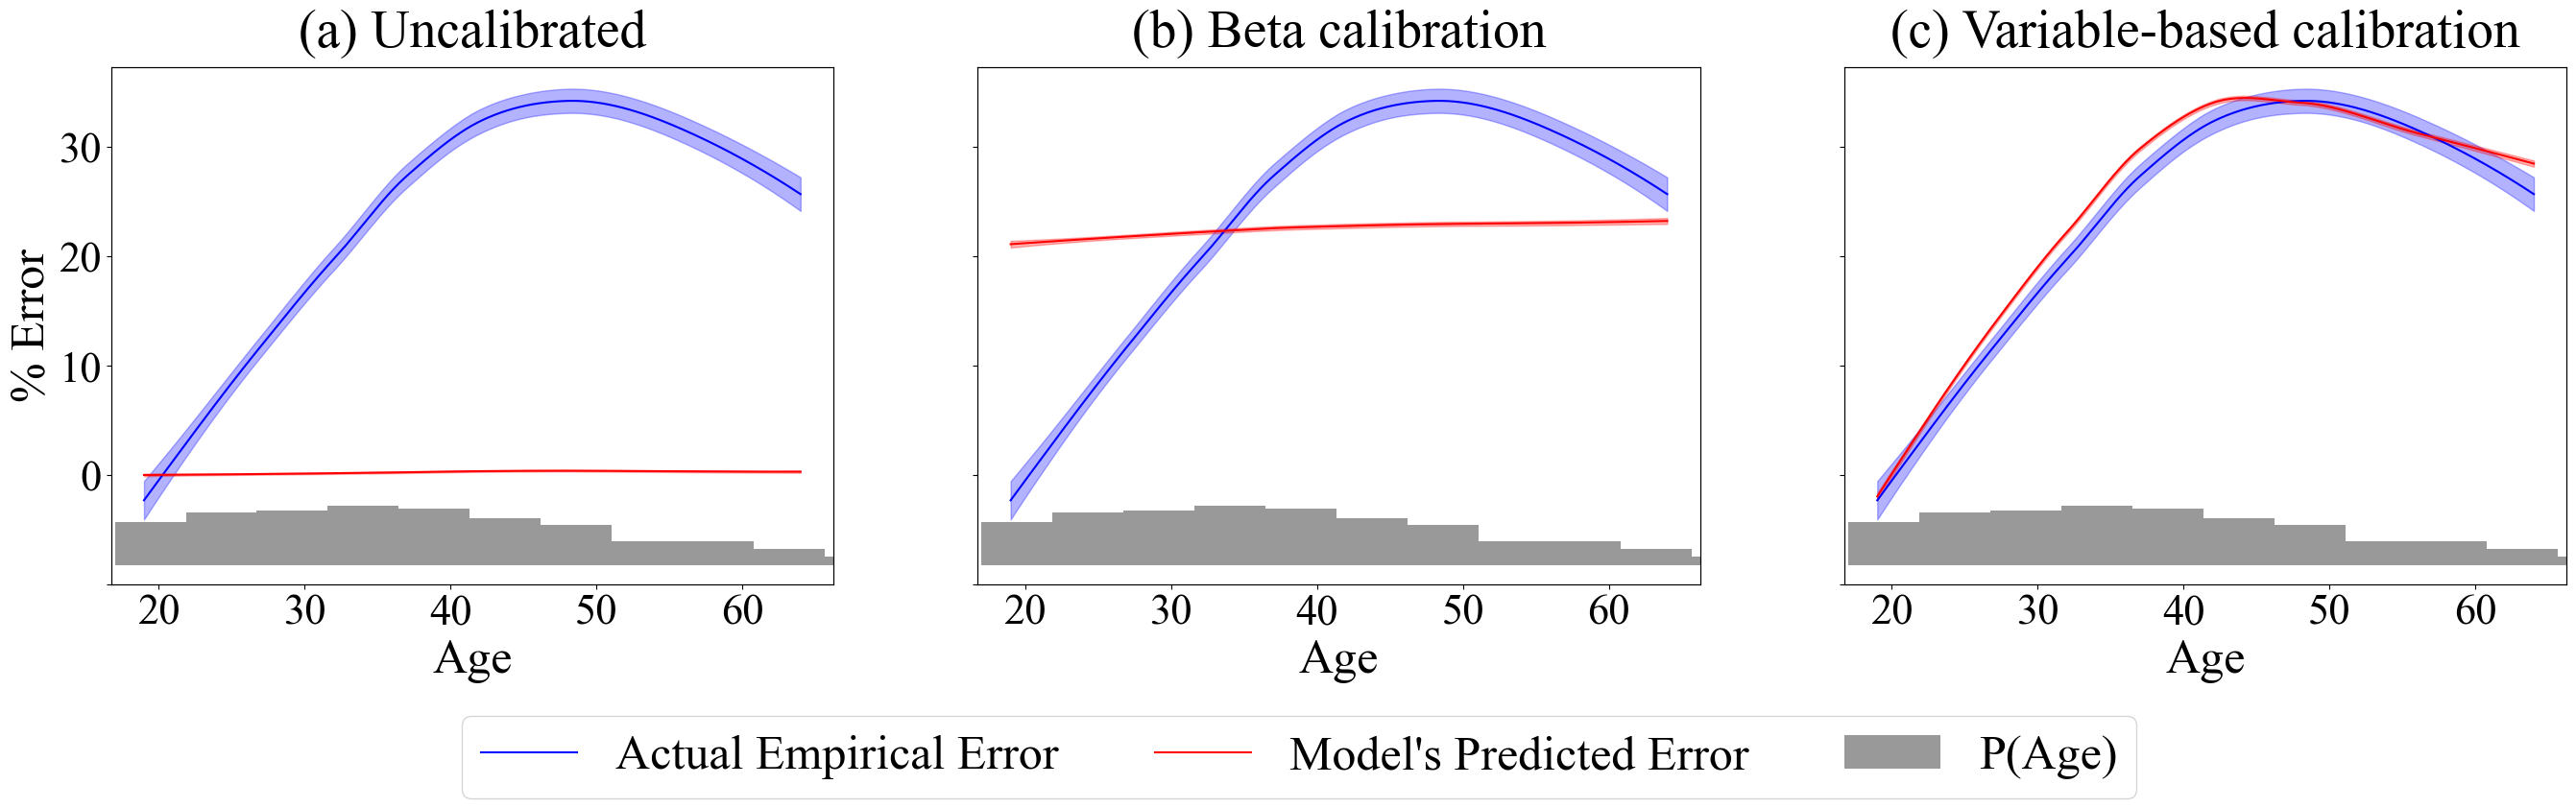 (a) Uncalibrated
(b) Beta calibration
(c) Variable-based calibration
% Error
30
20
10
0
20 30 40 50 60
20 30 40 50 60
20 30 40 50 60
Age
Age
Age
Actual Empirical Error
Model's Predicted Error
P(Age)